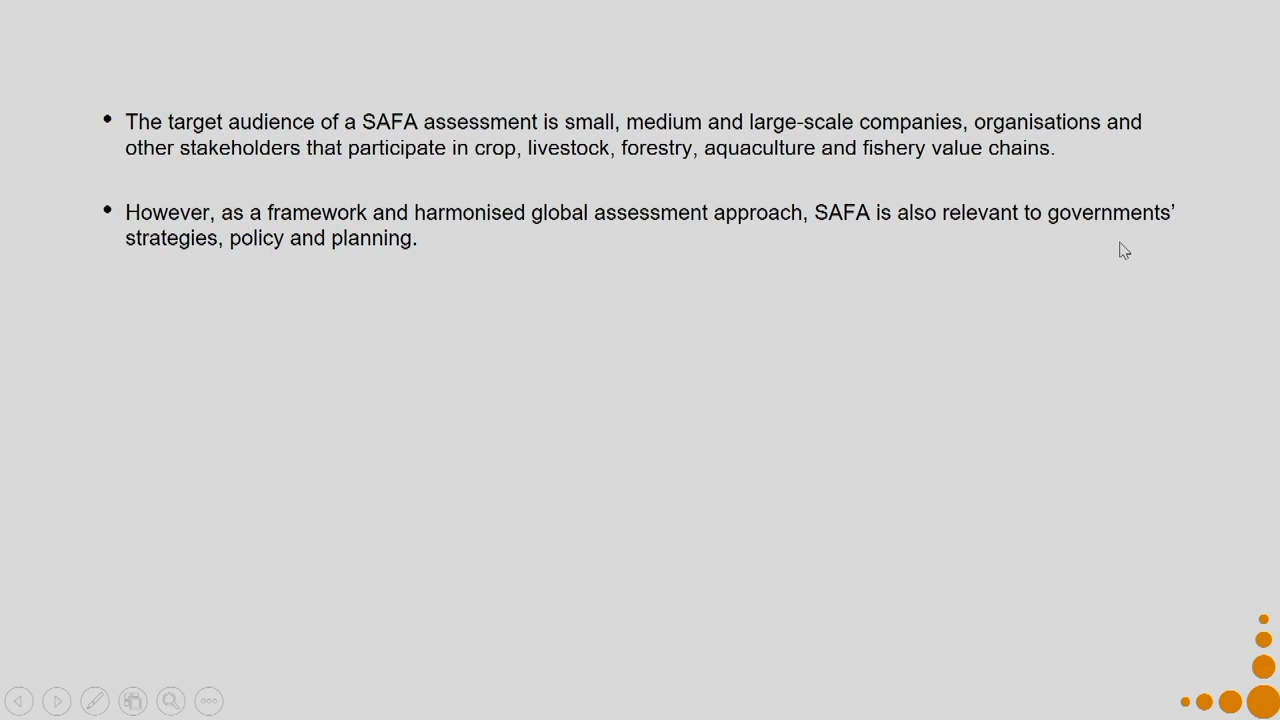 • The target audience of a SAFA assessment is small, medium and large-scale companies, organisations and
other stakeholders that participate in crop, livestock, forestry, aquaculture and fishery value chains.
• However, as a framework and harmonised global assessment approach, SAFA is also relevant to governments’
strategies, policy and planning.